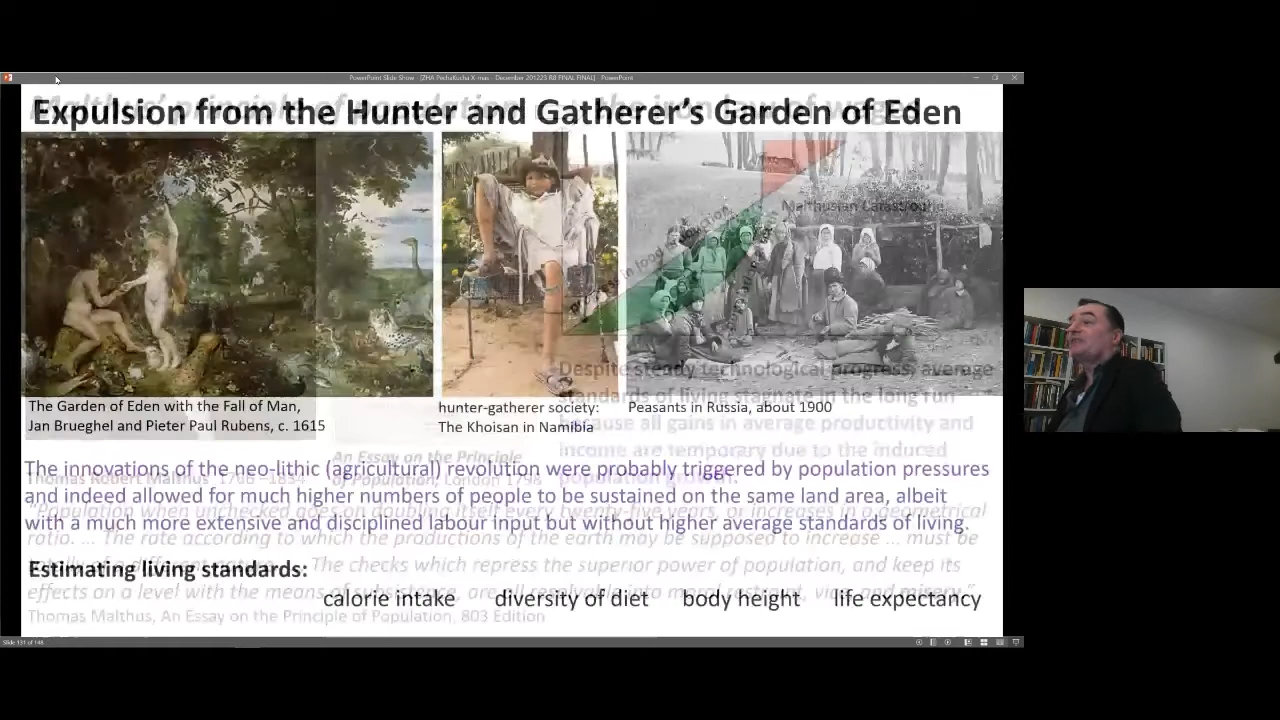 PowerPoint Slide Show - [ZHA PechaKucha X-mas - December 201223 R8 FINAL FINAL] - PowerPoint
Expulsion from the Hunter and Gatherer's Garden of Eden
Malthusian Catastrophe
in food
The Garden of Eden with the Fall of Man,
Jan Brueghel and Pieter Paul Rubens, c. 1615
hunter-gatherer society:
The Khoisan in Namibia
Peasants in Russia, about 1900
Despite steady technological progress, average
standards of living stagnate in the long run
because all gains in average productivity and
income are temporary due to the induced
population growth.
An Essay on the Principle
of Population, London 1798
Thomas Robert Malthus
The innovations of the neo-lithic (agricultural) revolution were probably triggered by population pressures
and indeed allowed for much higher numbers of people to be sustained on the same land area, albeit
with a much more extensive and disciplined labour input but without higher average standards of living.
"Population when unchecked goes on doubling itself every twenty-five years, or increases in a geometrical
ratio. ... The rate according to which the productions of the earth may be supposed to increase ... must be
The checks which repress the superior power of population, and keep its
effects on a level with the means of subsistence, are all resolvable into moral restraint, vice and misery."
Estimating living standards:
calorie intake diversity of diet body height life expectancy
Thomas Malthus, An Essay on the Principle of Population, 803 Edition
Slide 131 of 148